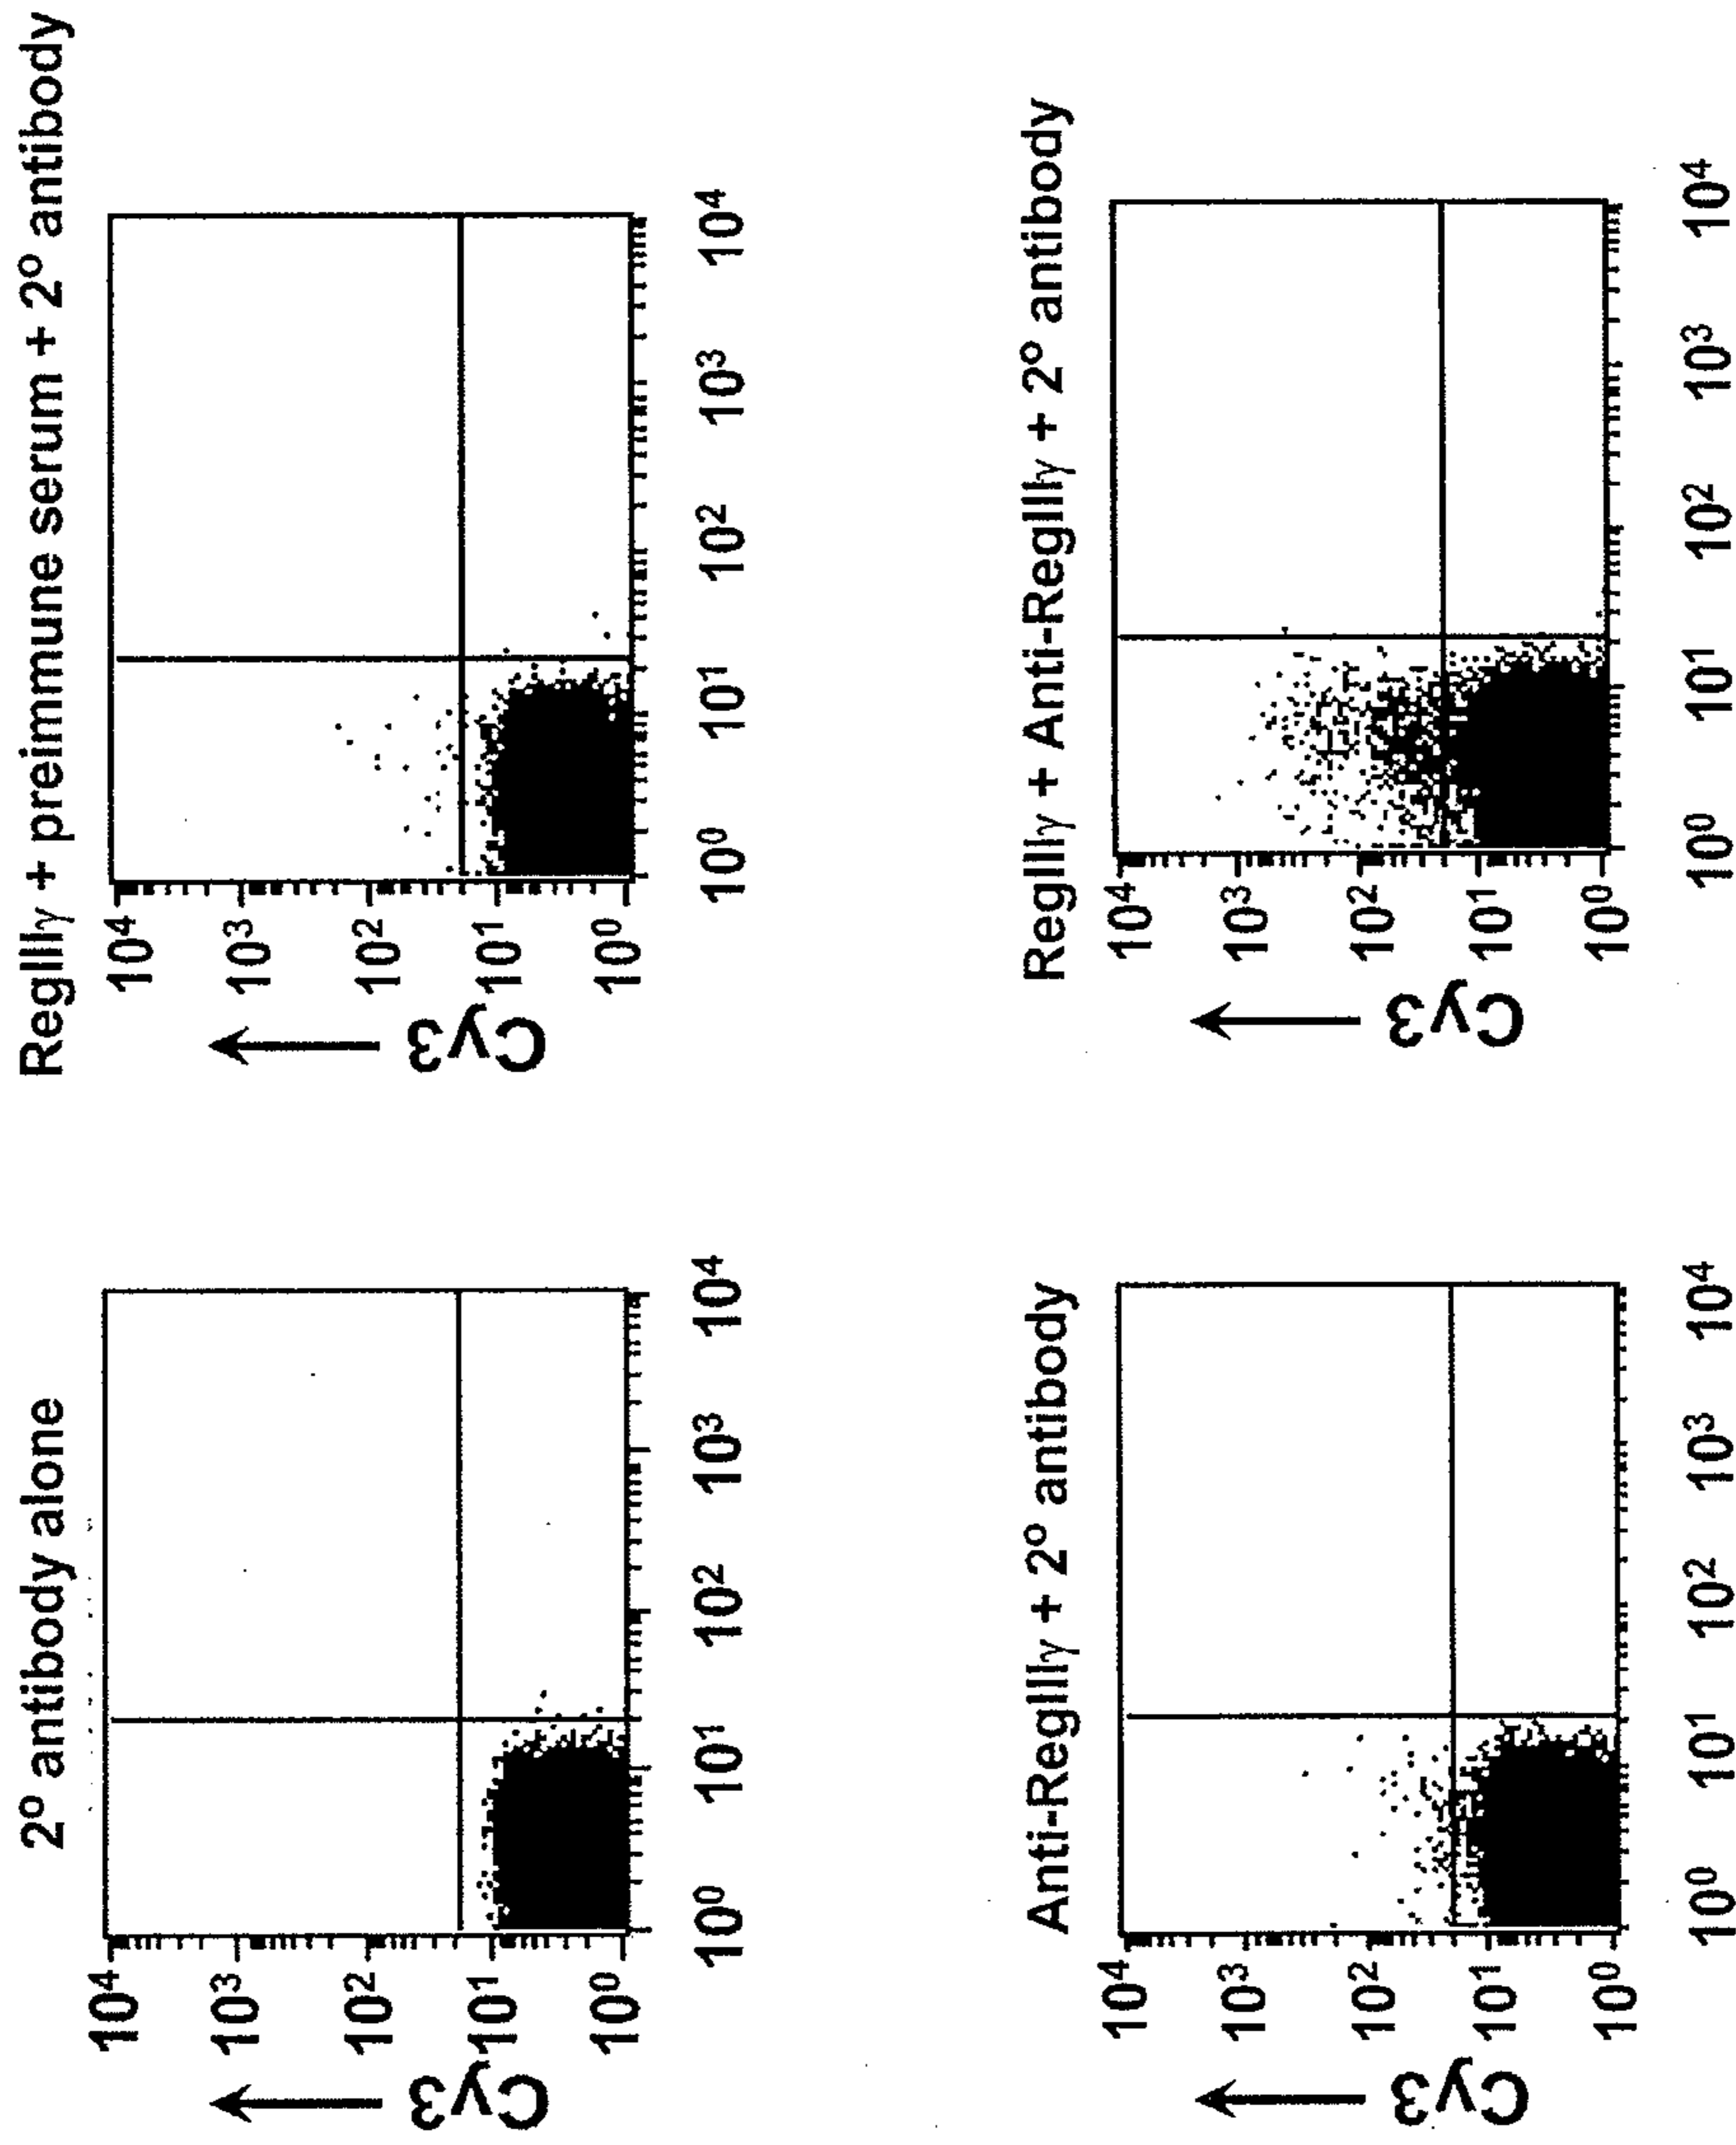 2° antibody alone
10⁴
10³
10²
10¹
10⁰
Cy3
10⁰ 10¹ 10² 10³ 10⁴
RegIIIγ + preimmune serum + 2° antibody
10⁴
10³
10²
10¹
10⁰
Cy3
10⁰ 10¹ 10² 10³ 10⁴
Anti-RegIIIγ + 2° antibody
10⁴
10³
10²
10¹
10⁰
Cy3
10⁰ 10¹ 10² 10³ 10⁴
RegIIIγ + Anti-RegIIIγ + 2° antibody
10⁴
10³
10²
10¹
10⁰
Cy3
10⁰ 10¹ 10² 10³ 10⁴